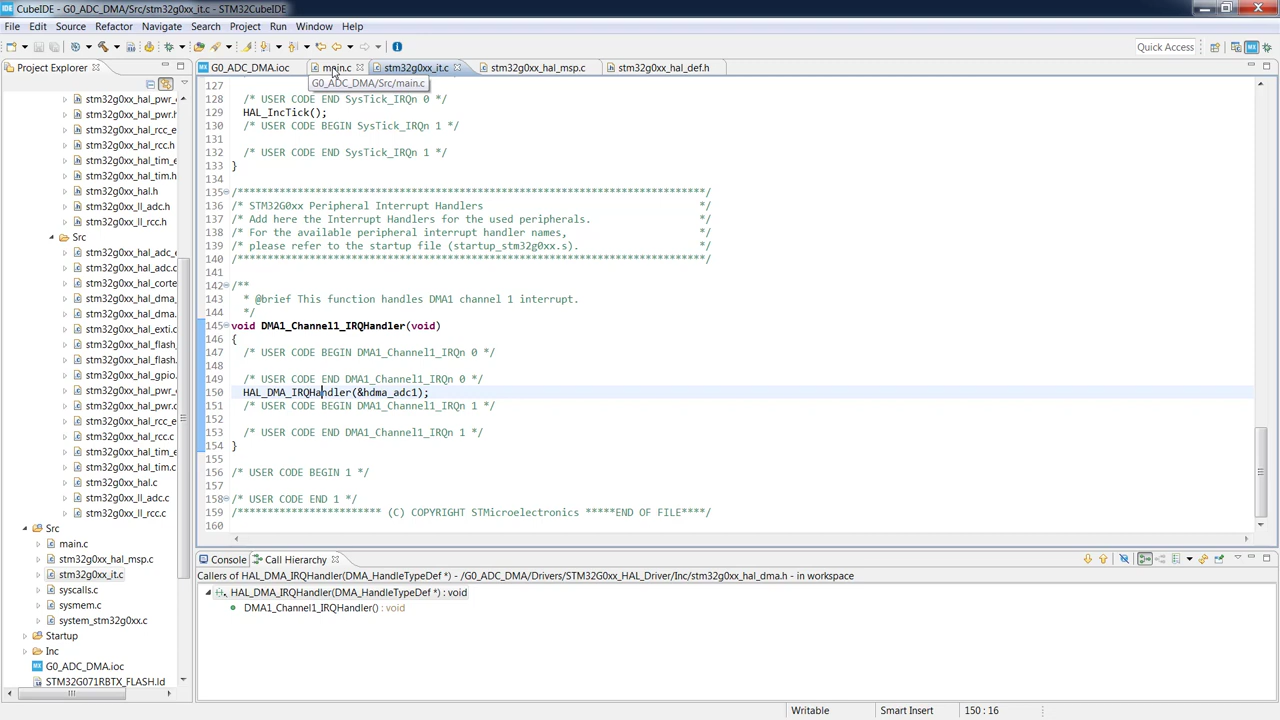 CubeIDE - G0_ADC_DMA/Src/stm32g0xx_it.c - STM32CubeIDE
File Edit Source Refactor Navigate Search Project Run Window Help
Quick Access
Project Explorer
G0_ADC_DMA.ioc
main.c
stm32g0xx_it.c
stm32g0xx_hal_msp.c
stm32g0xx_hal_def.h
G0_ADC_DMA/Src/main.c
stm32g0xx_hal_pwr_e
stm32g0xx_hal_pwr.h
stm32g0xx_hal_rcc_e
stm32g0xx_hal_rcc.h
stm32g0xx_hal_tim_e
stm32g0xx_hal_tim.h
stm32g0xx_hal.h
stm32g0xx_ll_adc.h
stm32g0xx_ll_rcc.h
Src
stm32g0xx_hal_adc_e
stm32g0xx_hal_adc.c
stm32g0xx_hal_corte
stm32g0xx_hal_dma_
stm32g0xx_hal_dma.
stm32g0xx_hal_exti.c
stm32g0xx_hal_flash_
stm32g0xx_hal_flash.
stm32g0xx_hal_gpio.
stm32g0xx_hal_pwr_e
stm32g0xx_hal_pwr.c
stm32g0xx_hal_rcc_e
stm32g0xx_hal_rcc.c
stm32g0xx_hal_tim_e
stm32g0xx_hal_tim.c
stm32g0xx_hal.c
stm32g0xx_ll_adc.c
stm32g0xx_ll_rcc.c
Src
main.c
stm32g0xx_hal_msp.c
stm32g0xx_it.c
syscalls.c
sysmem.c
system_stm32g0xx.c
Startup
Inc
G0_ADC_DMA.ioc
STM32G071RBTX_FLASH.ld
127
128 /* USER CODE END SysTick_IRQn 0 */
129 HAL_IncTick();
130 /* USER CODE BEGIN SysTick_IRQn 1 */
131
132 /* USER CODE END SysTick_IRQn 1 */
133 }
134
135 /******************************************************************************/
136 /* STM32G0xx Peripheral Interrupt Handlers */
137 /* Add here the Interrupt Handlers for the used peripherals. */
138 /* For the available peripheral interrupt handler names, */
139 /* please refer to the startup file (startup_stm32g0xx.s). */
140 /******************************************************************************/
141
142 /**
143 * @brief This function handles DMA1 channel 1 interrupt.
144 */
145 void DMA1_Channel1_IRQHandler(void)
146 {
147 /* USER CODE BEGIN DMA1_Channel1_IRQn 0 */
148
149 /* USER CODE END DMA1_Channel1_IRQn 0 */
150 HAL_DMA_IRQHandler(&hdma_adc1);
151 /* USER CODE BEGIN DMA1_Channel1_IRQn 1 */
152
153 /* USER CODE END DMA1_Channel1_IRQn 1 */
154 }
155
156 /* USER CODE BEGIN 1 */
157
158 /* USER CODE END 1 */
159 /************************ (C) COPYRIGHT STMicroelectronics *****END OF FILE****/
160
Console
Call Hierarchy
Callers of HAL_DMA_IRQHandler(DMA_HandleTypeDef *) - /G0_ADC_DMA/Drivers/STM32G0xx_HAL_Driver/Inc/stm32g0xx_hal_dma.h - in workspace
HAL_DMA_IRQHandler(DMA_HandleTypeDef *) : void
DMA1_Channel1_IRQHandler() : void
Writable
Smart Insert
150 : 16